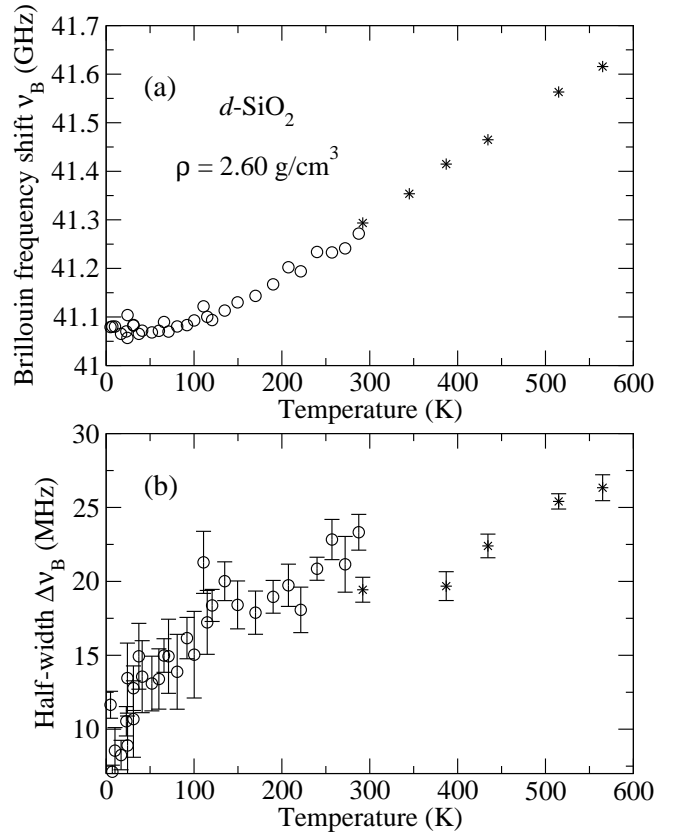 41.7
41.6
41.5
41.4
41.3
41.2
41.1
41
Brillouin frequency shift ν_B (GHz)
(a)
d-SiO₂
ρ = 2.60 g/cm³
0 100 200 300 400 500 600
Temperature (K)
30
25
20
15
10
Half-width Δν_B (MHz)
(b)
0 100 200 300 400 500 600
Temperature (K)